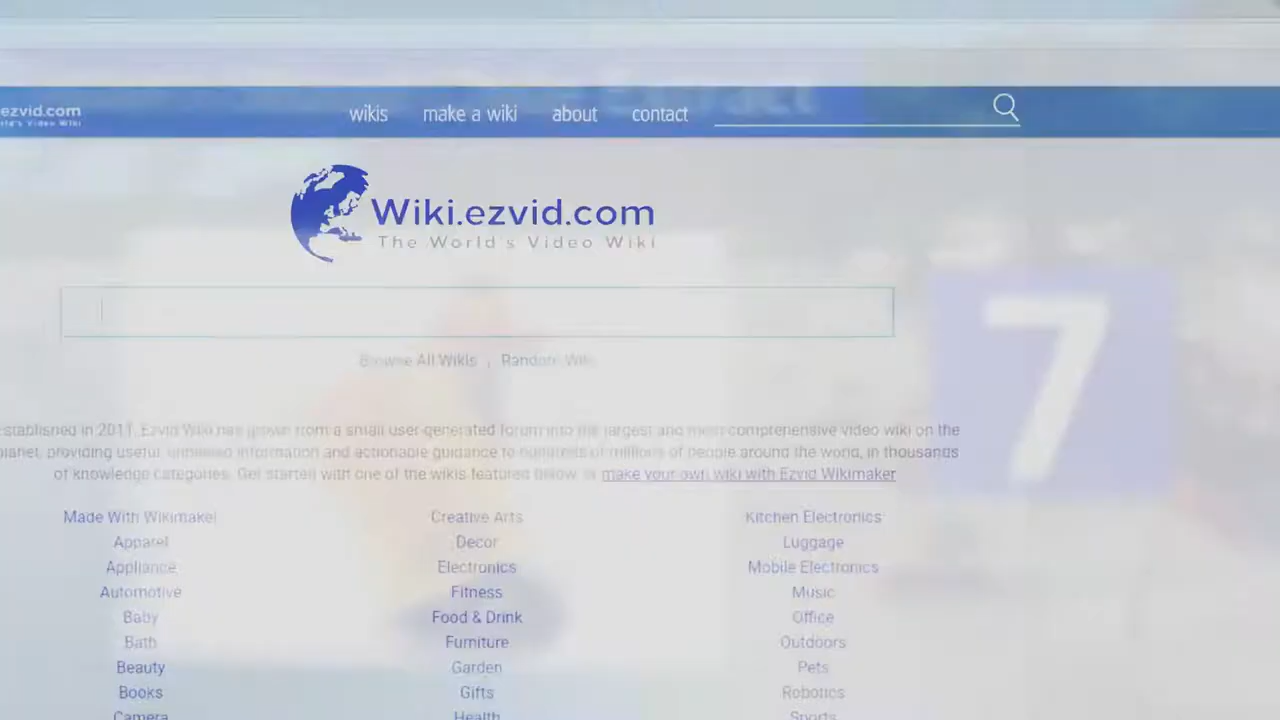 ezvid.com
wikis make a wiki about contact
Wiki.ezvid.com
The World's Video Wiki
7
Browse All Wikis
Established in 2011, Ezvid Wiki has grown from a small user-generated forum into the largest and most comprehensive video wiki on the
planet, providing useful, unbiased information and actionable guidance to hundreds of millions of people around the world, in thousands
of knowledge categories. Get started with one of the wikis featured below, or make your own wiki with Ezvid Wikimaker
Made With Wikimaker Creative Arts Kitchen Electronics
Apparel Decor Luggage
Appliance Electronics Mobile Electronics
Automotive Fitness Music
Baby Food & Drink Office
Bath Furniture Outdoors
Beauty Garden Pets
Books Gifts Robotics
Camera Health Sports